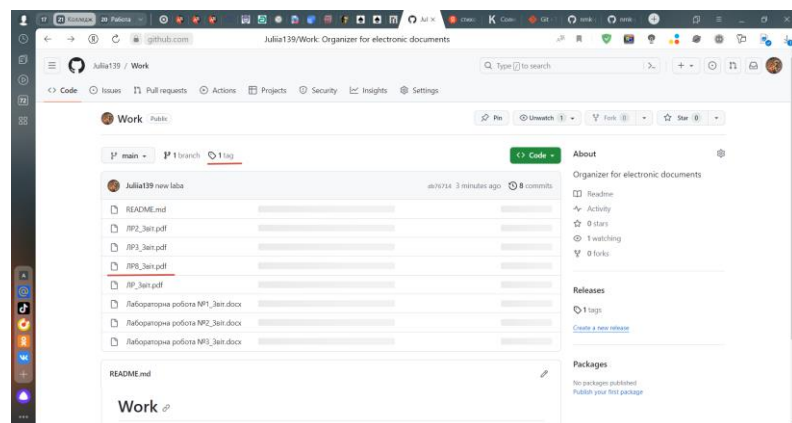 17
21 Колледж
20 Работа
github.com
Juliia139/Work: Organizer for electronic documents
Juliia139 / Work
Type / to search
Code
Issues
Pull requests
Actions
Projects
Security
Insights
Settings
Work Public
Pin
Unwatch 1
Fork 0
Star 0
main
1 branch
1 tag
Code
About
Organizer for electronic documents
Juliia139 new laba
3 minutes ago
8 commits
README.md
ЛР2_Звіт.pdf
ЛР3_Звіт.pdf
ЛР8_Звіт.pdf
ЛР_Звіт.pdf
Лабораторна робота №1_Звіт.docx
Лабораторна робота №2_Звіт.docx
Лабораторна робота №3_Звіт.docx
Readme
Activity
0 stars
1 watching
0 forks
Releases
1 tags
Create a new release
README.md
Packages
No packages published
Publish your first package
Work